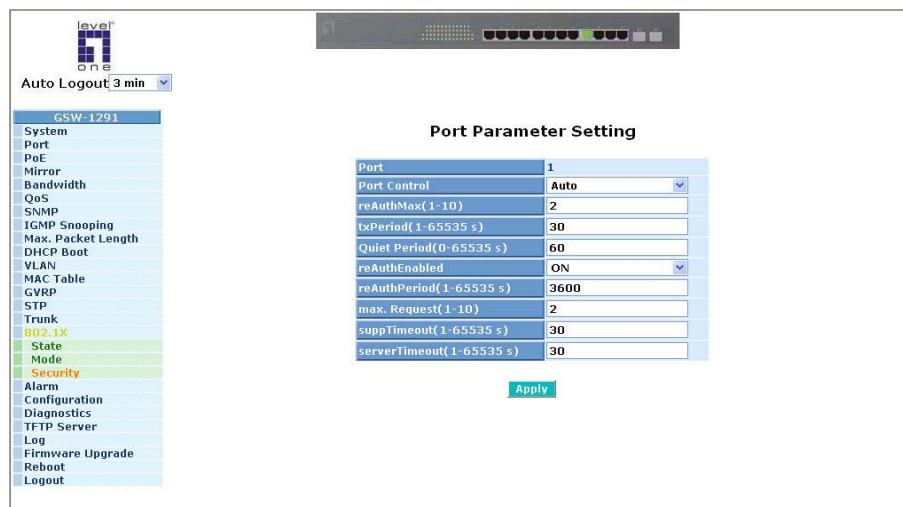 level
one
Auto Logout 3 min
GSW-1291
System
Port
PoE
Mirror
Bandwidth
QoS
SNMP
IGMP Snooping
Max. Packet Length
DHCP Boot
VLAN
MAC Table
GVRP
STP
Trunk
802.1X
State
Mode
Security
Alarm
Configuration
Diagnostics
TFTP Server
Log
Firmware Upgrade
Reboot
Logout
Port Parameter Setting
Port 1
Port Control Auto
reAuthMax(1-10) 2
txPeriod(1-65535 s) 30
Quiet Period(0-65535 s) 60
reAuthEnabled ON
reAuthPeriod(1-65535 s) 3600
max. Request(1-10) 2
suppTimeout(1-65535 s) 30
serverTimeout(1-65535 s) 30
Apply